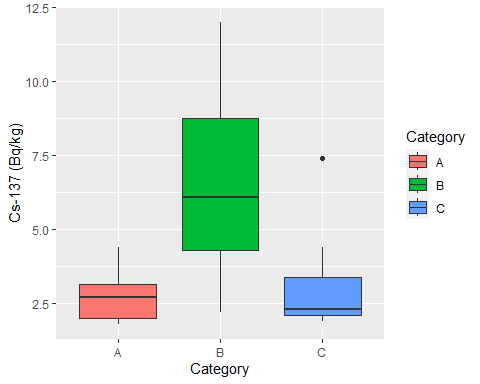 12.5
10.0
7.5
5.0
2.5
Cs-137 (Bq/kg)
A B C
Category
Category
A
B
C